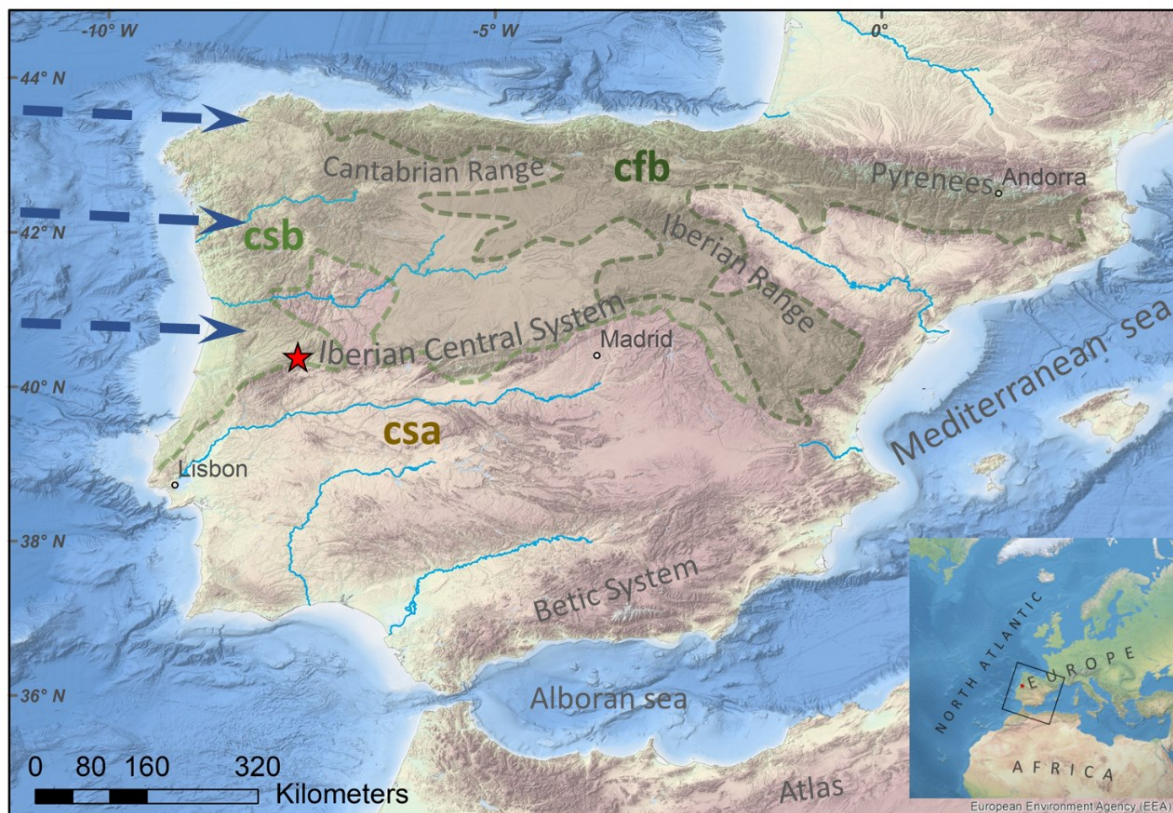 -10° W
-5° W
0°
44° N
Cantabrian Range
cfb
Pyrenees
Andorra
42° N
csb
Iberian Range
Iberian Central System
Madrid
40° N
Mediterranean sea
csa
Lisbon
38° N
Betic System
36° N
Alboran sea
Atlas
0 80 160 320
Kilometers
NORTH ATLANTIC
EUROPE
AFRICA
European Environment Agency (EEA)